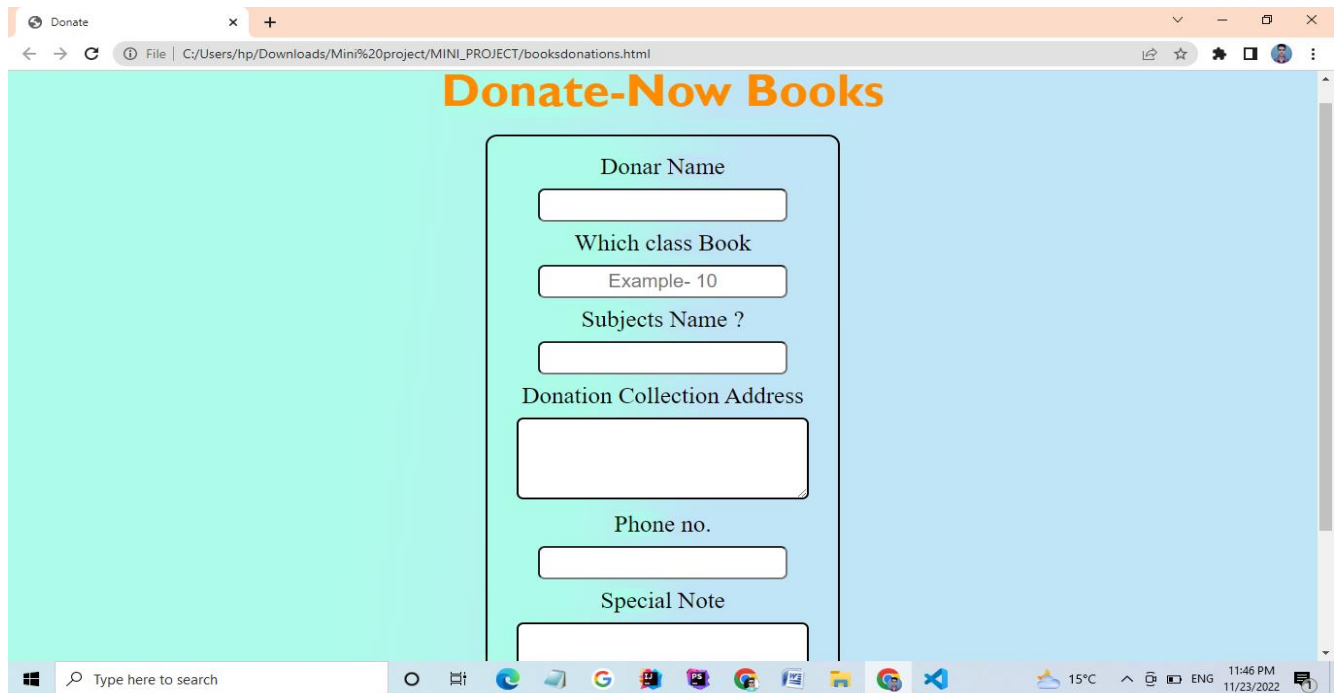 Donate
File | C:/Users/hp/Downloads/Mini%20project/MINI_PROJECT/booksdonations.html
Donate-Now Books
Donar Name
Which class Book
Example- 10
Subjects Name ?
Donation Collection Address
Phone no.
Special Note
Type here to search
15°C
ENG
11:46 PM
11/23/2022